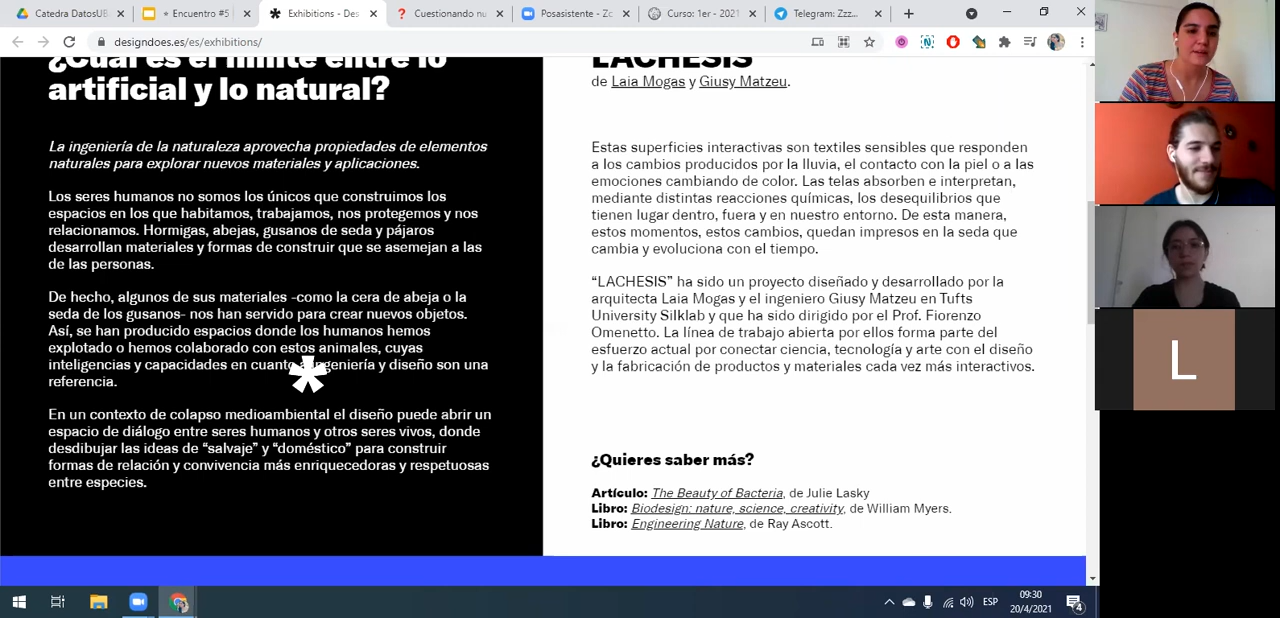 Catedra DatosUB
Encuentro #5 |
Exhibitions - Des
Cuestionando nu
Posasistente - Zo
Curso: 1er - 2021
Telegram: Zzz...
designdoes.es/es/exhibitions/
¿Cuál es el límite entre lo
artificial y lo natural?
La ingeniería de la naturaleza aprovecha propiedades de elementos
naturales para explorar nuevos materiales y aplicaciones.
Los seres humanos no somos los únicos que construimos los
espacios en los que habitamos, trabajamos, nos protegemos y nos
relacionamos. Hormigas, abejas, gusanos de seda y pájaros
desarrollan materiales y formas de construir que se asemejan a las
de las personas.
De hecho, algunos de sus materiales -como la cera de abeja o la
seda de los gusanos- nos han servido para crear nuevos objetos.
Así, se han producido espacios donde los humanos hemos
explotado o hemos colaborado con estos animales, cuyas
inteligencias y capacidades en cuanto a ingeniería y diseño son una
referencia.
En un contexto de colapso medioambiental el diseño puede abrir un
espacio de diálogo entre seres humanos y otros seres vivos, donde
desdibujar las ideas de “salvaje” y “doméstico” para construir
formas de relación y convivencia más enriquecedoras y respetuosas
entre especies.
LACHESIS
de Laia Mogas y Giusy Matzeu.
Estas superficies interactivas son textiles sensibles que responden
a los cambios producidos por la lluvia, el contacto con la piel o a las
emociones cambiando de color. Las telas absorben e interpretan,
mediante distintas reacciones químicas, los desequilibrios que
tienen lugar dentro, fuera y en nuestro entorno. De esta manera,
estos momentos, estos cambios, quedan impresos en la seda que
cambia y evoluciona con el tiempo.
“LACHESIS” ha sido un proyecto diseñado y desarrollado por la
arquitecta Laia Mogas y el ingeniero Giusy Matzeu en Tufts
University Silklab y que ha sido dirigido por el Prof. Fiorenzo
Omenetto. La línea de trabajo abierta por ellos forma parte del
esfuerzo actual por conectar ciencia, tecnología y arte con el diseño
y la fabricación de productos y materiales cada vez más interactivos.
¿Quieres saber más?
Artículo: The Beauty of Bacteria, de Julie Lasky
Libro: Biodesign: nature, science, creativity, de William Myers.
Libro: Engineering Nature, de Ray Ascott.
L
ESP
09:30
20/4/2021
4